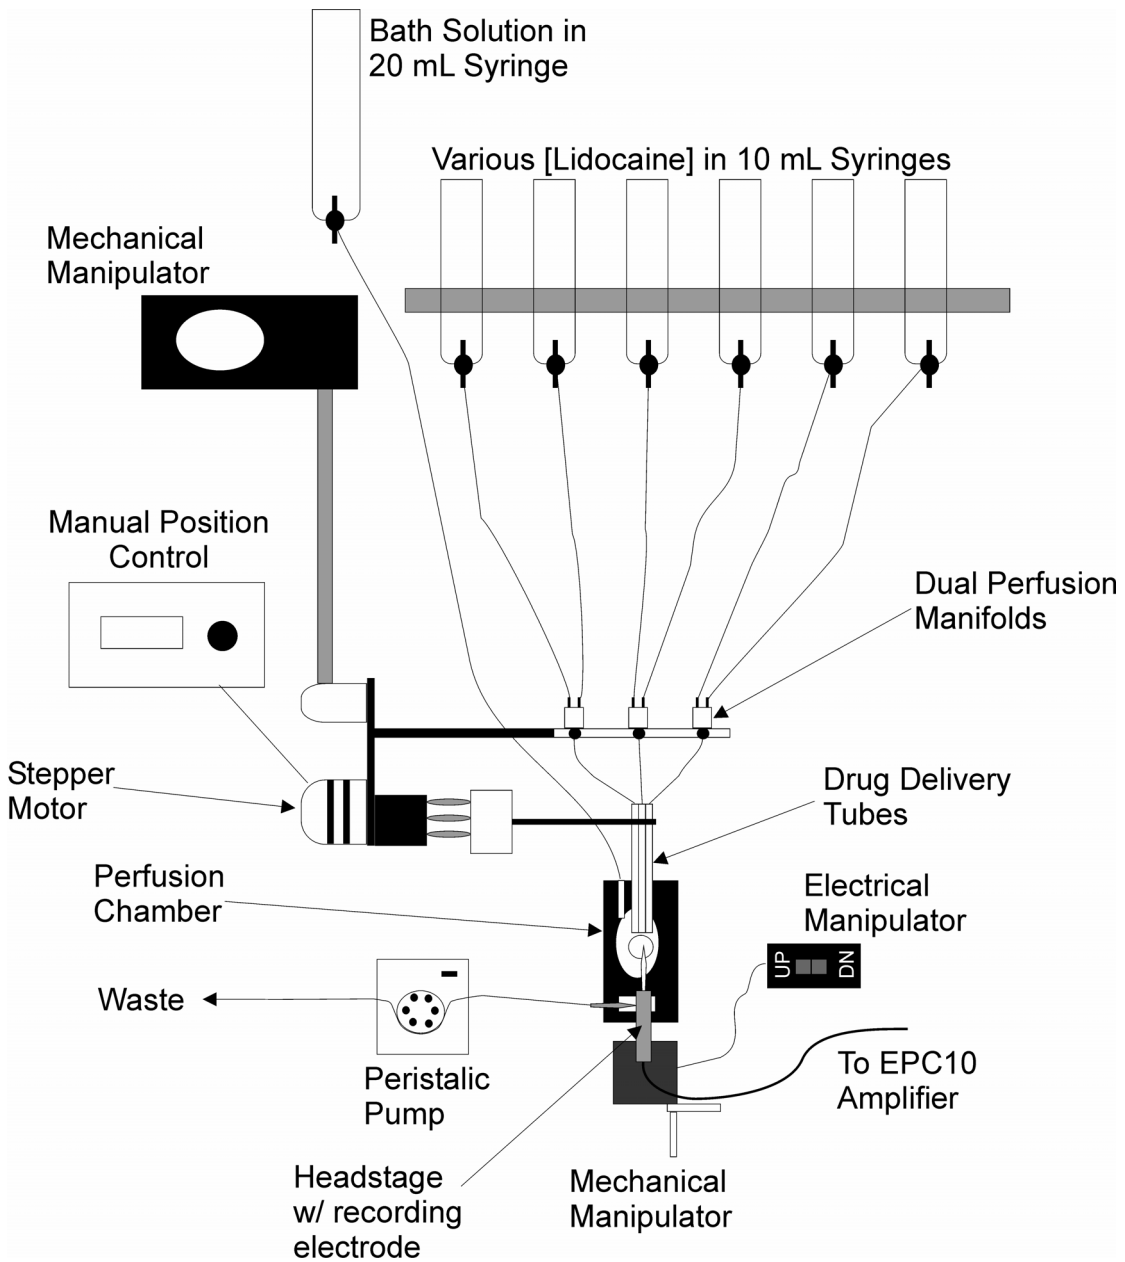 Bath Solution in
20 mL Syringe
Various [Lidocaine] in 10 mL Syringes
Mechanical
Manipulator
Manual Position
Control
Dual Perfusion
Manifolds
Stepper
Motor
Drug Delivery
Tubes
Perfusion
Chamber
Electrical
Manipulator
UP
DN
Waste
Peristalic
Pump
To EPC10
Amplifier
Headstage
w/ recording
electrode
Mechanical
Manipulator